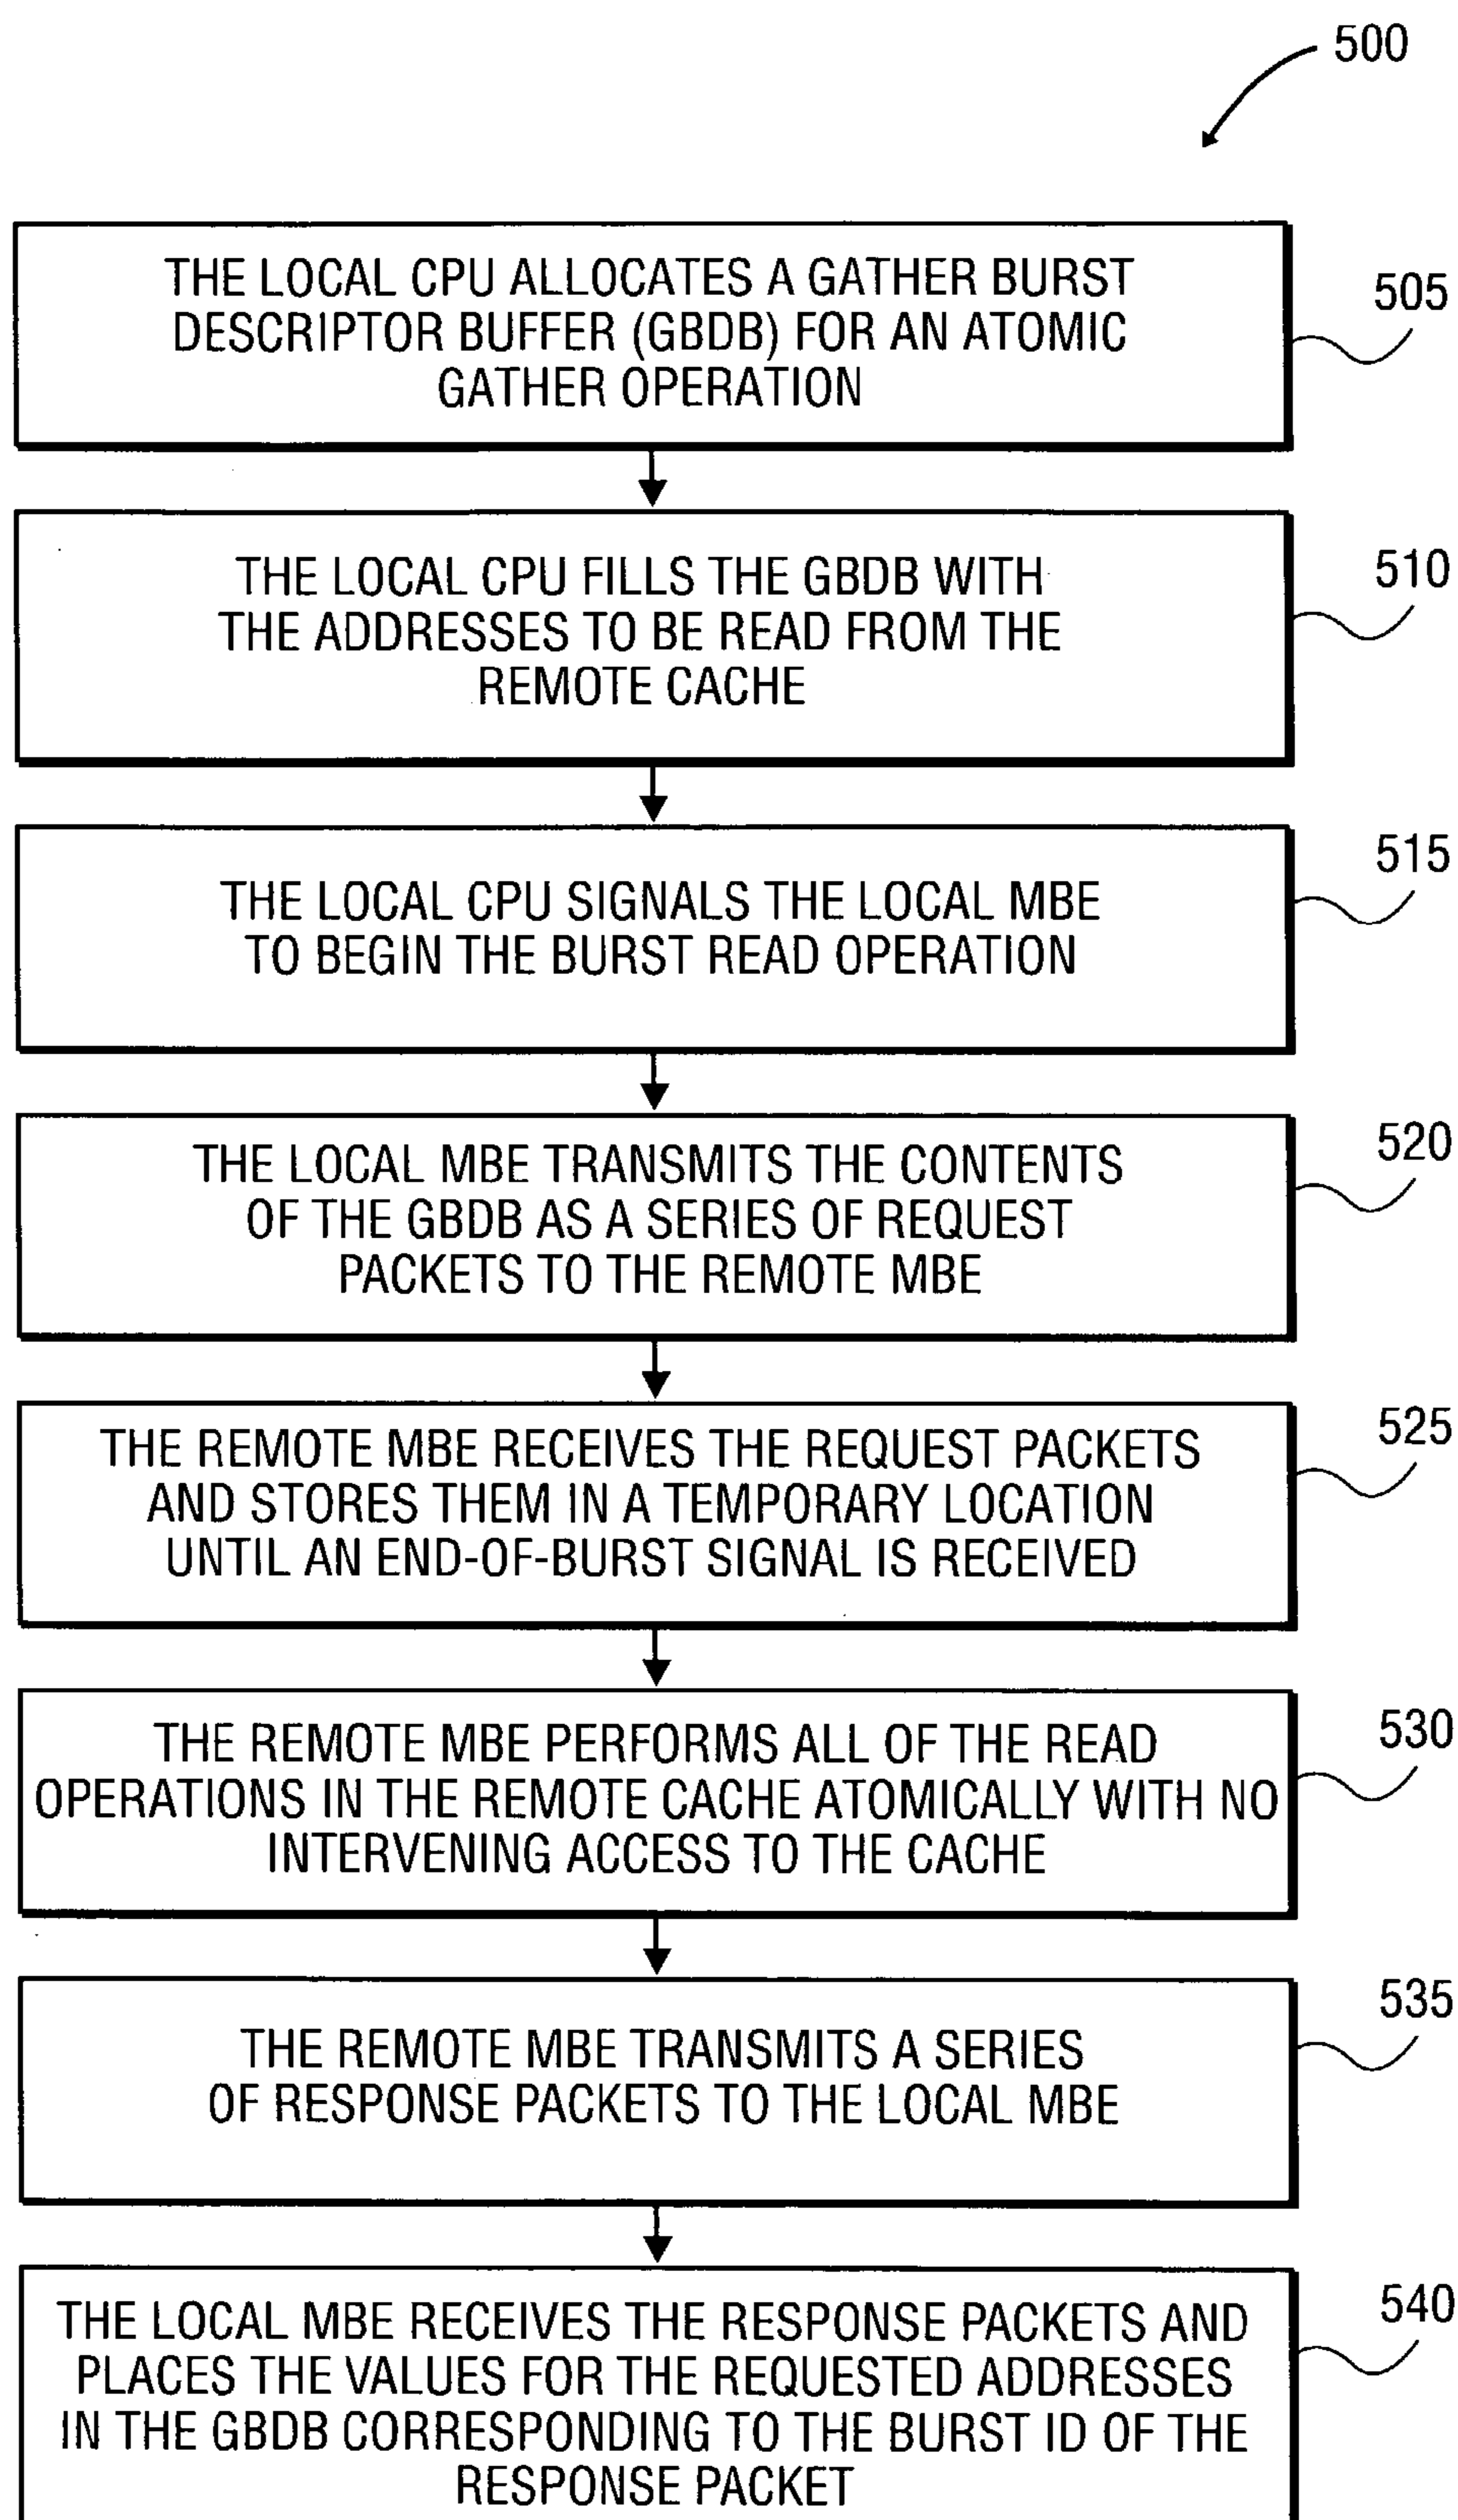 500
THE LOCAL CPU ALLOCATES A GATHER BURST
DESCRIPTOR BUFFER (GBDB) FOR AN ATOMIC
GATHER OPERATION
505
THE LOCAL CPU FILLS THE GBDB WITH
THE ADDRESSES TO BE READ FROM THE
REMOTE CACHE
510
THE LOCAL CPU SIGNALS THE LOCAL MBE
TO BEGIN THE BURST READ OPERATION
515
THE LOCAL MBE TRANSMITS THE CONTENTS
OF THE GBDB AS A SERIES OF REQUEST
PACKETS TO THE REMOTE MBE
520
THE REMOTE MBE RECEIVES THE REQUEST PACKETS
AND STORES THEM IN A TEMPORARY LOCATION
UNTIL AN END-OF-BURST SIGNAL IS RECEIVED
525
THE REMOTE MBE PERFORMS ALL OF THE READ
OPERATIONS IN THE REMOTE CACHE ATOMICALLY WITH NO
INTERVENING ACCESS TO THE CACHE
530
THE REMOTE MBE TRANSMITS A SERIES
OF RESPONSE PACKETS TO THE LOCAL MBE
535
THE LOCAL MBE RECEIVES THE RESPONSE PACKETS AND
PLACES THE VALUES FOR THE REQUESTED ADDRESSES
IN THE GBDB CORRESPONDING TO THE BURST ID OF THE
RESPONSE PACKET
540